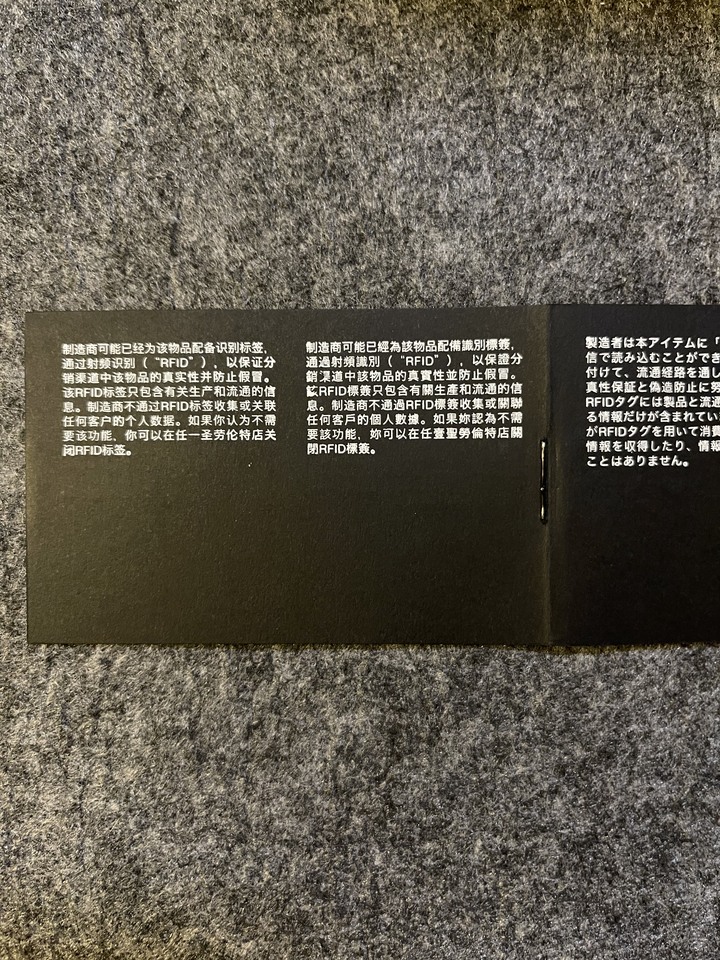 制造商可能已经为该物品配备识别标签，
通过射频识别（“RFID”），以保证分
销渠道中该物品的真实性并防止假冒。
该RFID标签只包含有关生产和流通的信
息。制造商不通过RFID标签收集或关联
任何客户的个人数据。如果你认为不需
要该功能，你可以在任一圣劳伦特店关
闭RFID标签。
制造商可能已經為該物品配備識別標簽，
通過射頻識別（“RFID”），以保證分
銷渠道中該物品的真實性並防止假冒。
該RFID標簽只包含有關生產和流通的信
息。制造商不通過RFID標簽收集或關聯
任何客戶的個人數據。如果妳認為不需
要該功能，妳可以在任壹聖勞倫特店關
閉RFID標簽。
製造者は本アイテムに「
信で読み込むことができ
付けて、流通経路を通し
真性保証と偽造防止に努
RFIDタグには製品と流通
る情報だけが含まれてい
がRFIDタグを用いて消費
情報を収得したり、情報
ことはありません。